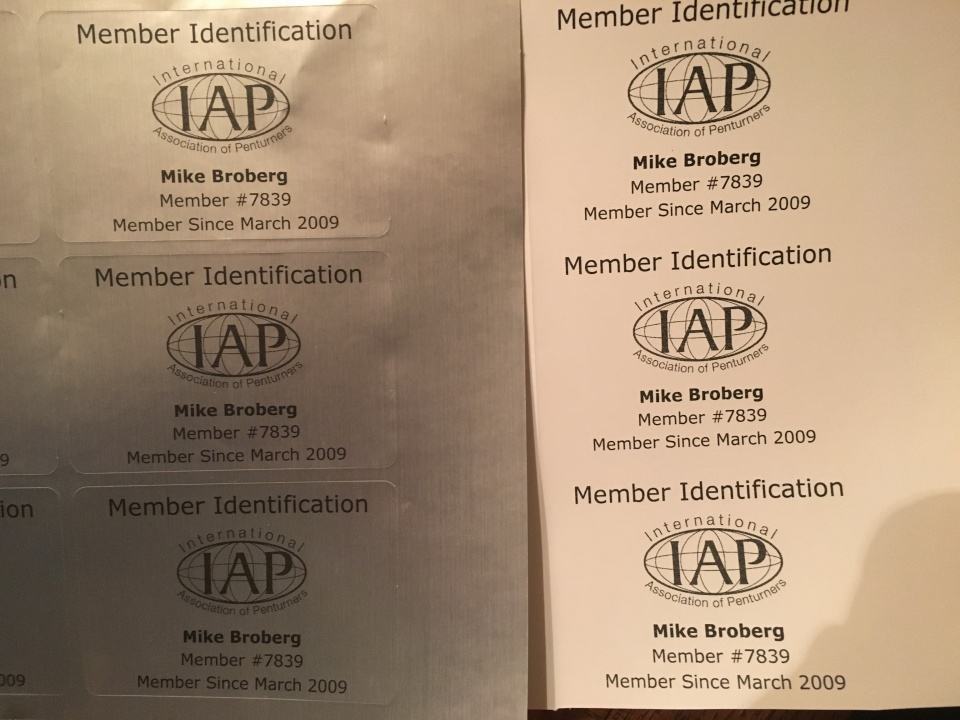 Member Identification
International
IAP
Association of Penturners
Mike Broberg
Member #7839
Member Since March 2009
n
Member Identification
International
IAP
Association of Penturners
Mike Broberg
Member #7839
Member Since March 2009
9
ion
Member Identification
International
IAP
Association of Penturners
Mike Broberg
Member #7839
Member Since March 2009
009
Member Identification
International
IAP
Association of Penturners
Mike Broberg
Member #7839
Member Since March 2009
Member Identification
International
IAP
Association of Penturners
Mike Broberg
Member #7839
Member Since March 2009
Member Identification
International
IAP
Association of Penturners
Mike Broberg
Member #7839
Member Since March 2009